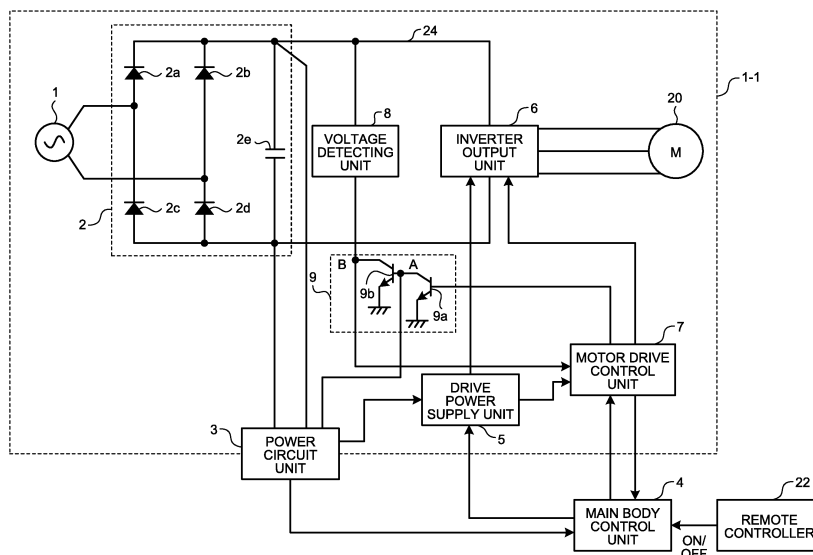 24
1-1
1
2a
2b
2e
2c
2d
2
8
VOLTAGE
DETECTING
UNIT
6
INVERTER
OUTPUT
UNIT
20
M
9
B
A
9b
9a
7
MOTOR DRIVE
CONTROL
UNIT
DRIVE
POWER
SUPPLY UNIT
5
3
POWER
CIRCUIT
UNIT
4
MAIN BODY
CONTROL
UNIT
22
REMOTE
CONTROLLER
ON/
OFF